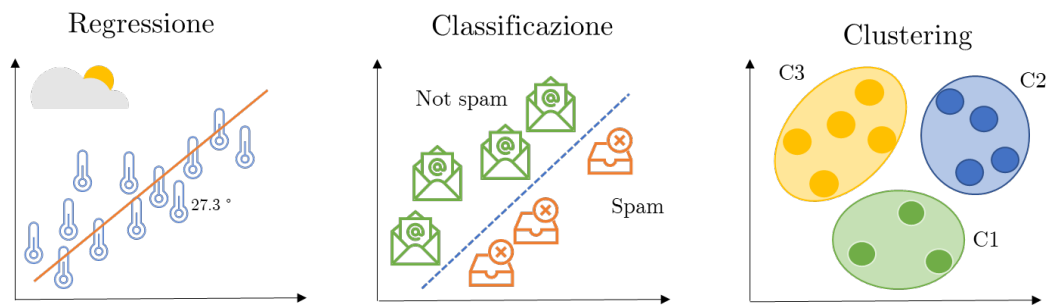 Regressione
27.3 °
Classificazione
Not spam
@
@
@
@
Spam
Clustering
C3
C2
C1